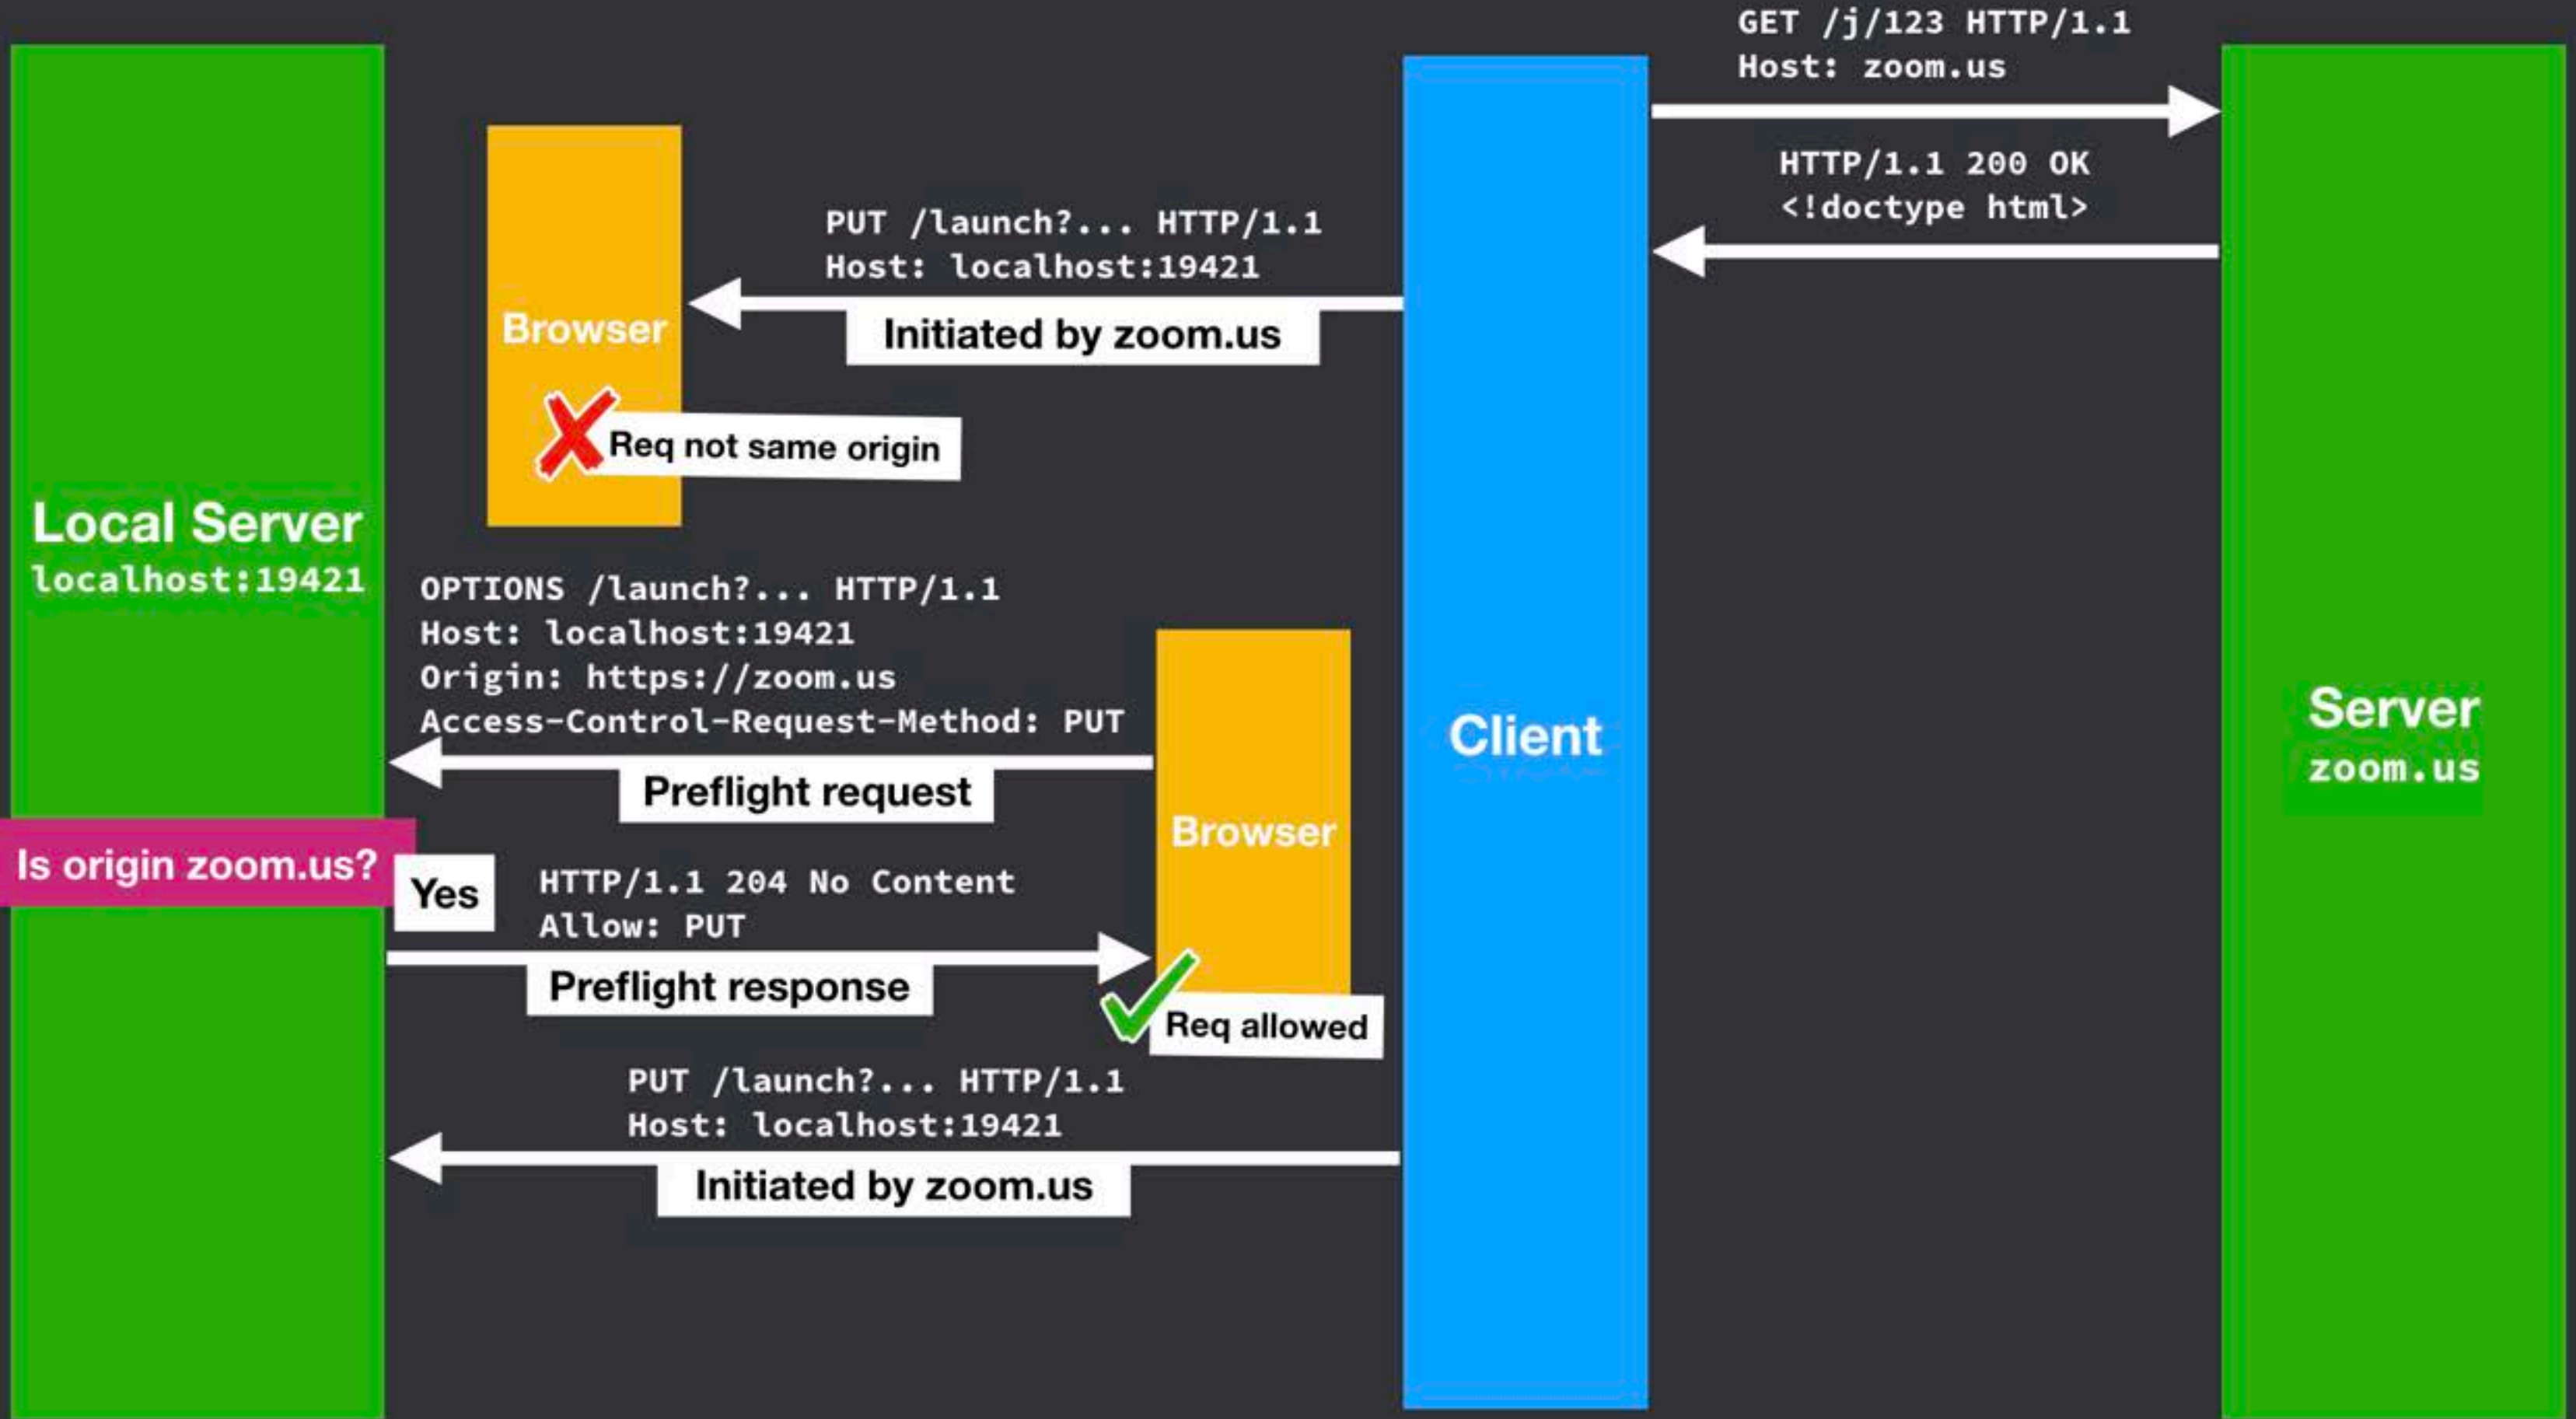 GET /j/123 HTTP/1.1
Host: zoom.us
HTTP/1.1 200 OK
<!doctype html>
PUT /launch?... HTTP/1.1
Host: localhost:19421
Initiated by zoom.us
Browser
Req not same origin
Local Server
localhost:19421
OPTIONS /launch?... HTTP/1.1
Host: localhost:19421
Origin: https://zoom.us
Access-Control-Request-Method: PUT
Preflight request
Client
Server
zoom.us
Browser
Is origin zoom.us?
Yes
HTTP/1.1 204 No Content
Allow: PUT
Preflight response
Req allowed
PUT /launch?... HTTP/1.1
Host: localhost:19421
Initiated by zoom.us